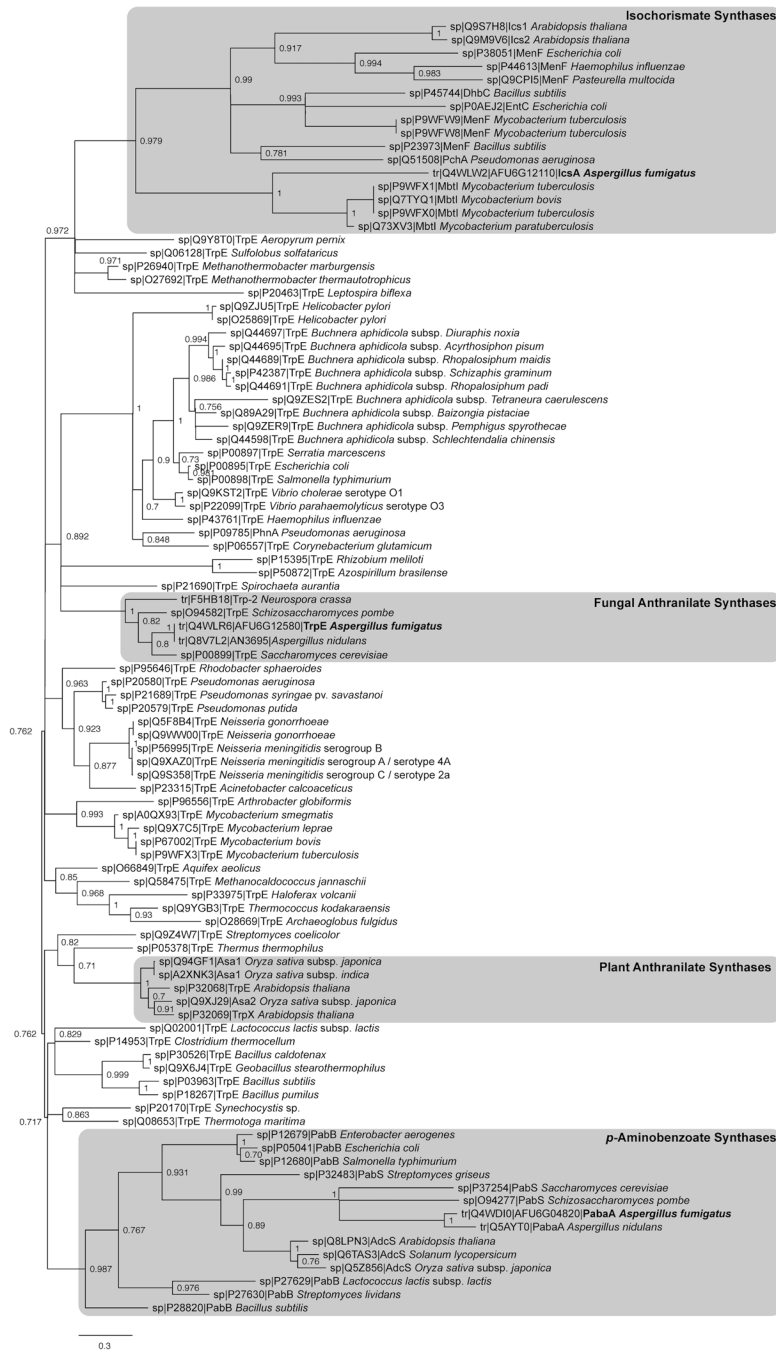 Isochorismate Synthases
sp|Q9S7H8|Ics1 Arabidopsis thaliana
1
sp|Q9M9V6|Ics2 Arabidopsis thaliana
0.917
sp|P38051|MenF Escherichia coli
0.994
sp|P44613|MenF Haemophilus influenzae
0.983
0.99
sp|Q9CPI5|MenF Pasteurella multocida
sp|P45744|DhbC Bacillus subtilis
0.993
sp|P0AEJ2|EntC Escherichia coli
sp|P9WFW9|MenF Mycobacterium tuberculosis
1
sp|P9WFW8|MenF Mycobacterium tuberculosis
0.979
sp|P23973|MenF Bacillus subtilis
0.781
sp|Q51508|PchA Pseudomonas aeruginosa
tr|Q4WLW2|AFU6G12110|IcsA Aspergillus fumigatus
sp|P9WFX1|MbtI Mycobacterium tuberculosis
1
sp|Q7TYQ1|MbtI Mycobacterium bovis
1
sp|P9WFX0|MbtI Mycobacterium tuberculosis
sp|Q73XV3|MbtI Mycobacterium paratuberculosis
0.972
sp|Q9Y8T0|TrpE Aeropyrum pernix
sp|Q06128|TrpE Sulfolobus solfataricus
0.971
sp|P26940|TrpE Methanothermobacter marburgensis
sp|O27692|TrpE Methanothermobacter thermautotrophicus
sp|P20463|TrpE Leptospira biflexa
sp|Q9ZJU5|TrpE Helicobacter pylori
1
sp|O25869|TrpE Helicobacter pylori
sp|Q44697|TrpE Buchnera aphidicola subsp. Diuraphis noxia
0.994
sp|Q44695|TrpE Buchnera aphidicola subsp. Acyrthosiphon pisum
1
sp|Q44689|TrpE Buchnera aphidicola subsp. Rhopalosiphum maidis
0.986
1
sp|P42387|TrpE Buchnera aphidicola subsp. Schizaphis graminum
1
sp|Q44691|TrpE Buchnera aphidicola subsp. Rhopalosiphum padi
sp|Q9ZES2|TrpE Buchnera aphidicola subsp. Tetraneura caerulescens
1
1
0.756
sp|Q89A29|TrpE Buchnera aphidicola subsp. Baizongia pistaciae
sp|Q9ZER9|TrpE Buchnera aphidicola subsp. Pemphigus spyrothecae
sp|Q44598|TrpE Buchnera aphidicola subsp. Schlechtendalia chinensis
sp|P00897|TrpE Serratia marcescens
0.9
0.73
sp|P00895|TrpE Escherichia coli
0.981
sp|P00898|TrpE Salmonella typhimurium
sp|Q9KST2|TrpE Vibrio cholerae serotype O1
1
0.7
sp|P22099|TrpE Vibrio parahaemolyticus serotype O3
sp|P43761|TrpE Haemophilus influenzae
sp|P09785|PhnA Pseudomonas aeruginosa
0.892
0.848
sp|P06557|TrpE Corynebacterium glutamicum
sp|P15395|TrpE Rhizobium meliloti
1
sp|P50872|TrpE Azospirillum brasilense
sp|P21690|TrpE Spirochaeta aurantia
tr|F5HB18|Trp-2 Neurospora crassa
Fungal Anthranilate Synthases
1
sp|O94582|TrpE Schizosaccharomyces pombe
0.82
tr|Q4WLR6|AFU6G12580|TrpE Aspergillus fumigatus
1
0.8
tr|Q8V7L2|AN3695|Aspergillus nidulans
sp|P00899|TrpE Saccharomyces cerevisiae
sp|P95646|TrpE Rhodobacter sphaeroides
0.963
sp|P20580|TrpE Pseudomonas aeruginosa
1
sp|P21689|TrpE Pseudomonas syringae pv. savastanoi
1
sp|P20579|TrpE Pseudomonas putida
sp|Q5F8B4|TrpE Neisseria gonorrhoeae
0.762
0.923
sp|Q9WW00|TrpE Neisseria gonorrhoeae
1
sp|P56995|TrpE Neisseria meningitidis serogroup B
0.877
sp|Q9XAZ0|TrpE Neisseria meningitidis serogroup A / serotype 4A
sp|Q9S358|TrpE Neisseria meningitidis serogroup C / serotype 2a
sp|P23315|TrpE Acinetobacter calcoaceticus
sp|P96556|TrpE Arthrobacter globiformis
0.993
sp|A0QX93|TrpE Mycobacterium smegmatis
1
sp|Q9X7C5|TrpE Mycobacterium leprae
1
sp|P67002|TrpE Mycobacterium bovis
1
sp|P9WFX3|TrpE Mycobacterium tuberculosis
sp|O66849|TrpE Aquifex aeolicus
0.85
sp|Q58475|TrpE Methanocaldococcus jannaschii
0.968
sp|P33975|TrpE Haloferax volcanii
1
sp|Q9YGB3|TrpE Thermococcus kodakaraensis
0.93
sp|O28669|TrpE Archaeoglobus fulgidus
sp|Q9Z4W7|TrpE Streptomyces coelicolor
0.82
sp|P05378|TrpE Thermus thermophilus
0.71
sp|Q94GF1|Asa1 Oryza sativa subsp. japonica
Plant Anthranilate Synthases
1
sp|A2XNK3|Asa1 Oryza sativa subsp. indica
1
sp|P32068|TrpE Arabidopsis thaliana
0.7
sp|Q9XJ29|Asa2 Oryza sativa subsp. japonica
0.91
sp|P32069|TrpX Arabidopsis thaliana
0.762
sp|Q02001|TrpE Lactococcus lactis subsp. lactis
0.829
sp|P14953|TrpE Clostridium thermocellum
sp|P30526|TrpE Bacillus caldotenax
1
sp|Q9X6J4|TrpE Geobacillus stearothermophilus
0.999
sp|P03963|TrpE Bacillus subtilis
1
sp|P18267|TrpE Bacillus pumilus
sp|P20170|TrpE Synechocystis sp.
0.863
0.717
sp|Q08653|TrpE Thermotoga maritima
sp|P12679|PabB Enterobacter aerogenes
p-Aminobenzoate Synthases
1
sp|P05041|PabB Escherichia coli
0.70
sp|P12680|PabB Salmonella typhimurium
0.931
sp|P32483|PabS Streptomyces griseus
0.99
sp|P37254|PabS Saccharomyces cerevisiae
1
sp|O94277|PabS Schizosaccharomyces pombe
tr|Q4WDI0|AFU6G04820|PabaA Aspergillus fumigatus
1
tr|Q5AYT0|PabaA Aspergillus nidulans
0.89
0.767
sp|Q8LPN3|AdcS Arabidopsis thaliana
1
sp|Q6TAS3|AdcS Solanum lycopersicum
0.76
sp|Q5Z856|AdcS Oryza sativa subsp. japonica
0.987
sp|P27629|PabB Lactococcus lactis subsp. lactis
0.976
sp|P27630|PabB Streptomyces lividans
sp|P28820|PabB Bacillus subtilis
0.3